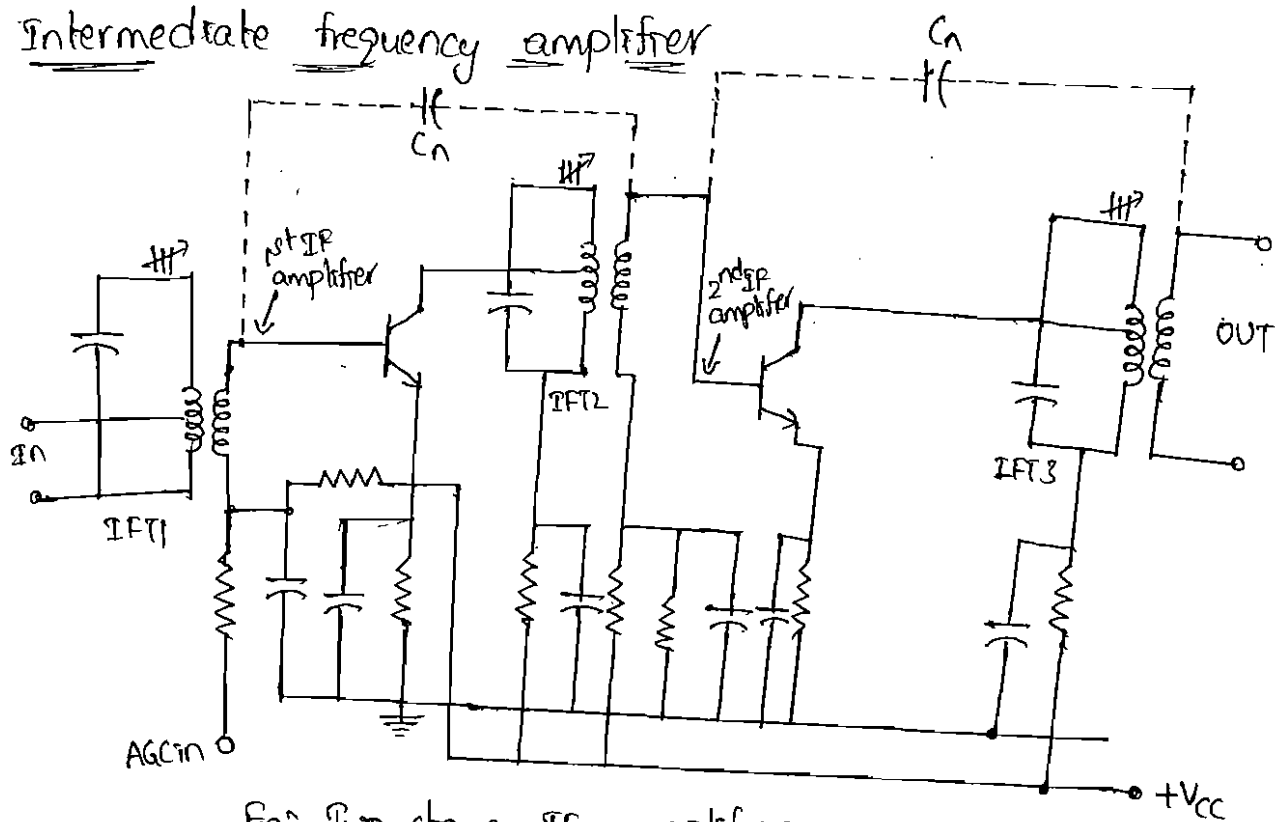 Intermediate frequency amplifier
Cn
Cn
1st IF
amplifier
2nd IF
amplifier
OUT
In
IFT1
IFT2
IFT3
AGCin
+VCC